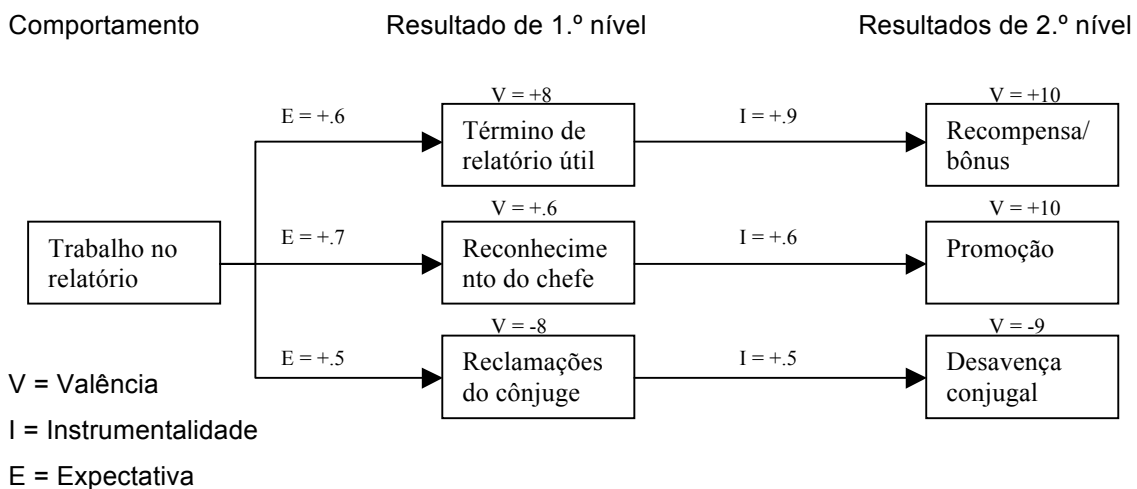 Comportamento
Resultado de 1.º nível
Resultados de 2.º nível
V = +8
V = +10
E = +.6
I = +.9
Término de
relatório útil
Recompensa/
bônus
V = +.6
V = +10
Trabalho no
relatório
E = +.7
Reconhecime
nto do chefe
I = +.6
Promoção
V = -8
V = -9
E = +.5
Reclamações
do cônjuge
I = +.5
Desavença
conjugal
V = Valência
I = Instrumentalidade
E = Expectativa